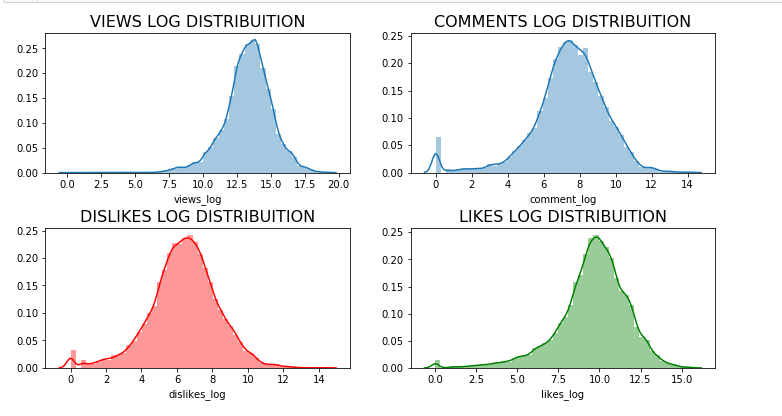 VIEWS LOG DISTRIBUITION
0.25
0.20
0.15
0.10
0.05
0.00
0.0 2.5 5.0 7.5 10.0 12.5 15.0 17.5 20.0
views_log
COMMENTS LOG DISTRIBUITION
0.25
0.20
0.15
0.10
0.05
0.00
0 2 4 6 8 10 12 14
comment_log
DISLIKES LOG DISTRIBUITION
0.25
0.20
0.15
0.10
0.05
0.00
0 2 4 6 8 10 12 14
dislikes_log
LIKES LOG DISTRIBUITION
0.25
0.20
0.15
0.10
0.05
0.00
0.0 2.5 5.0 7.5 10.0 12.5 15.0
likes_log